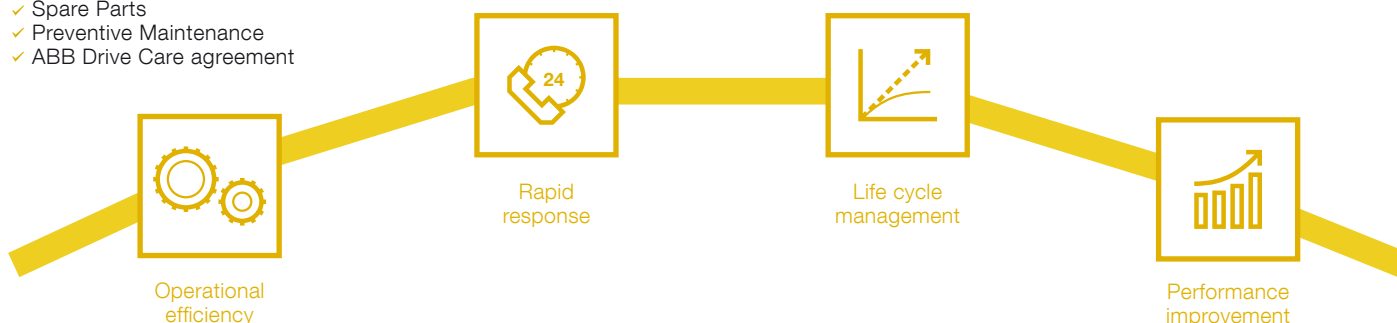 ✓ Spare Parts
✓ Preventive Maintenance
✓ ABB Drive Care agreement
24
Rapid
response
Life cycle
management
Operational
efficiency
Performance
improvement